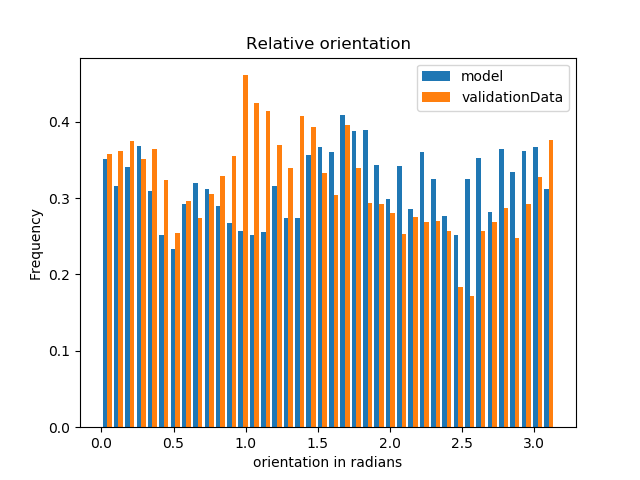 Relative orientation
model
validationData
Frequency
0.4
0.3
0.2
0.1
0.0
0.0 0.5 1.0 1.5 2.0 2.5 3.0
orientation in radians